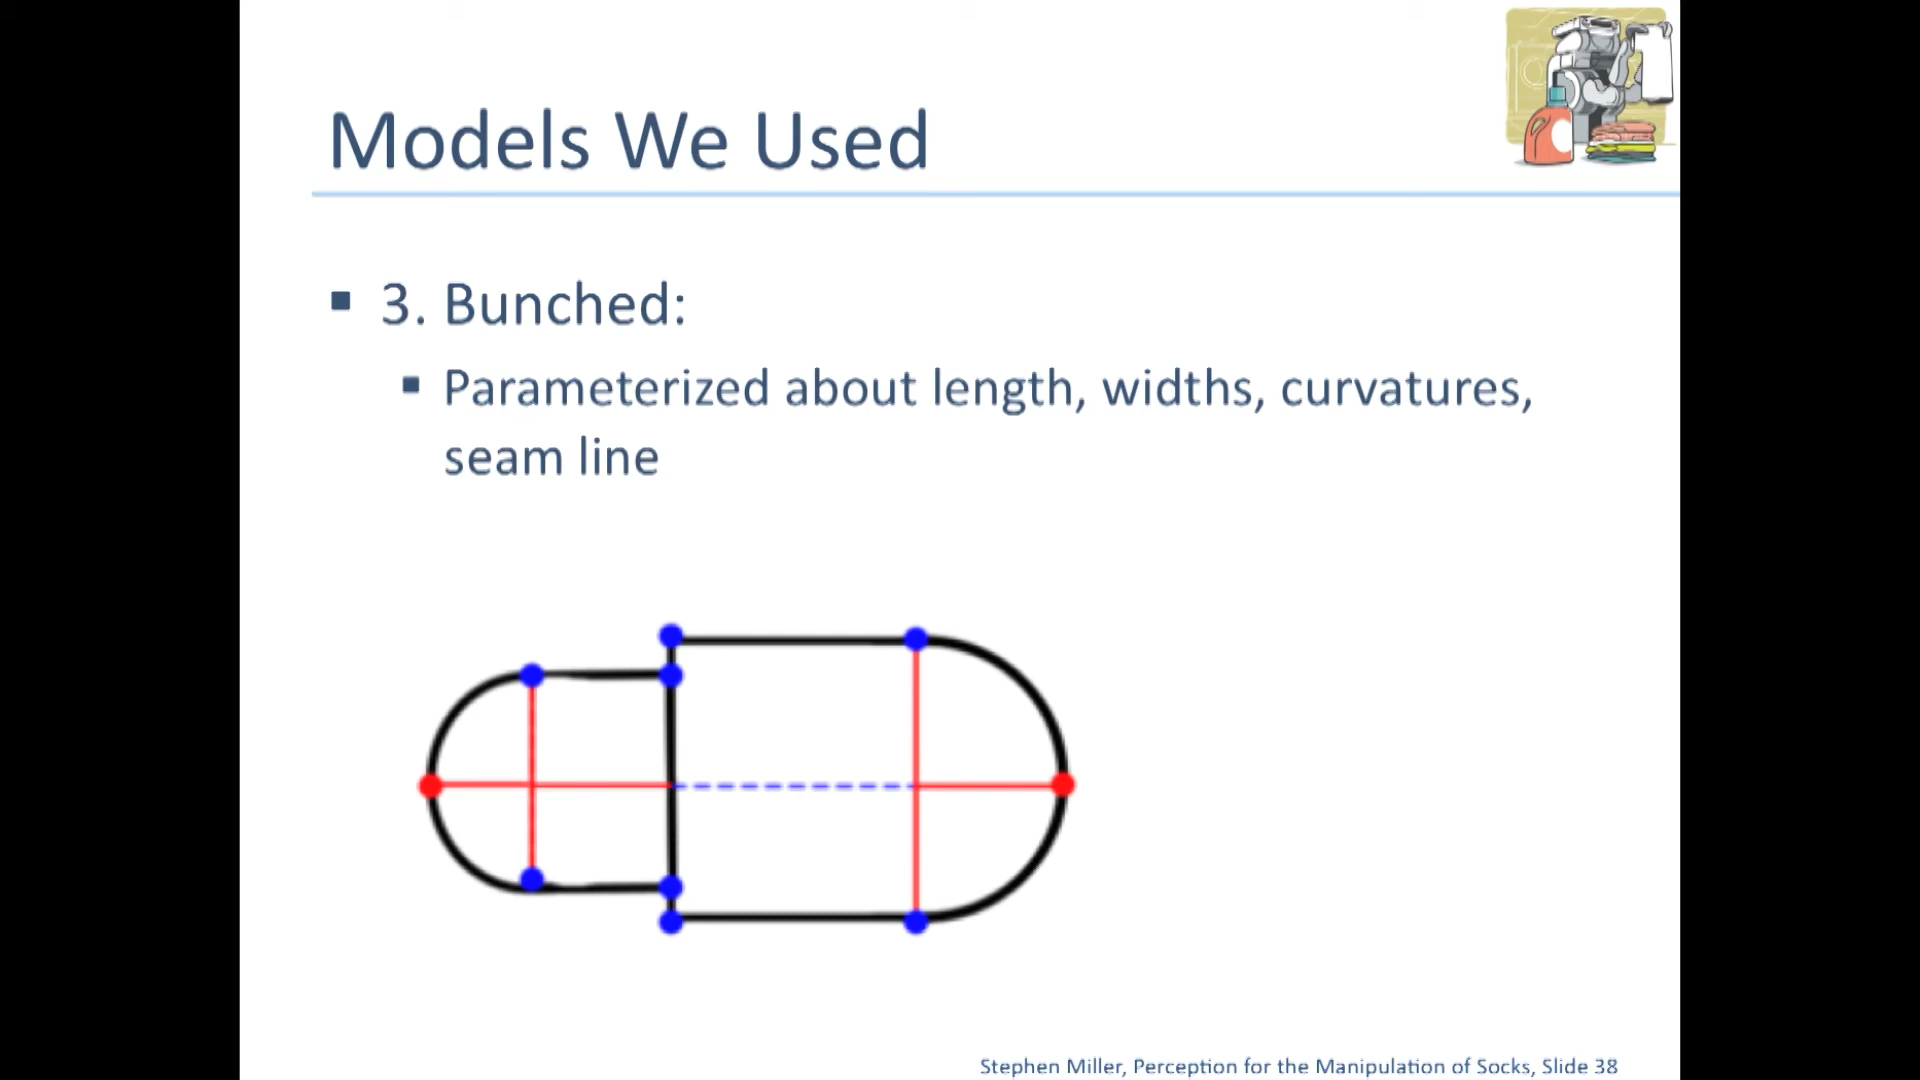 Models We Used
3. Bunched:
Parameterized about length, widths, curvatures,
seam line
Stephen Miller, Perception for the Manipulation of Socks, Slide 38